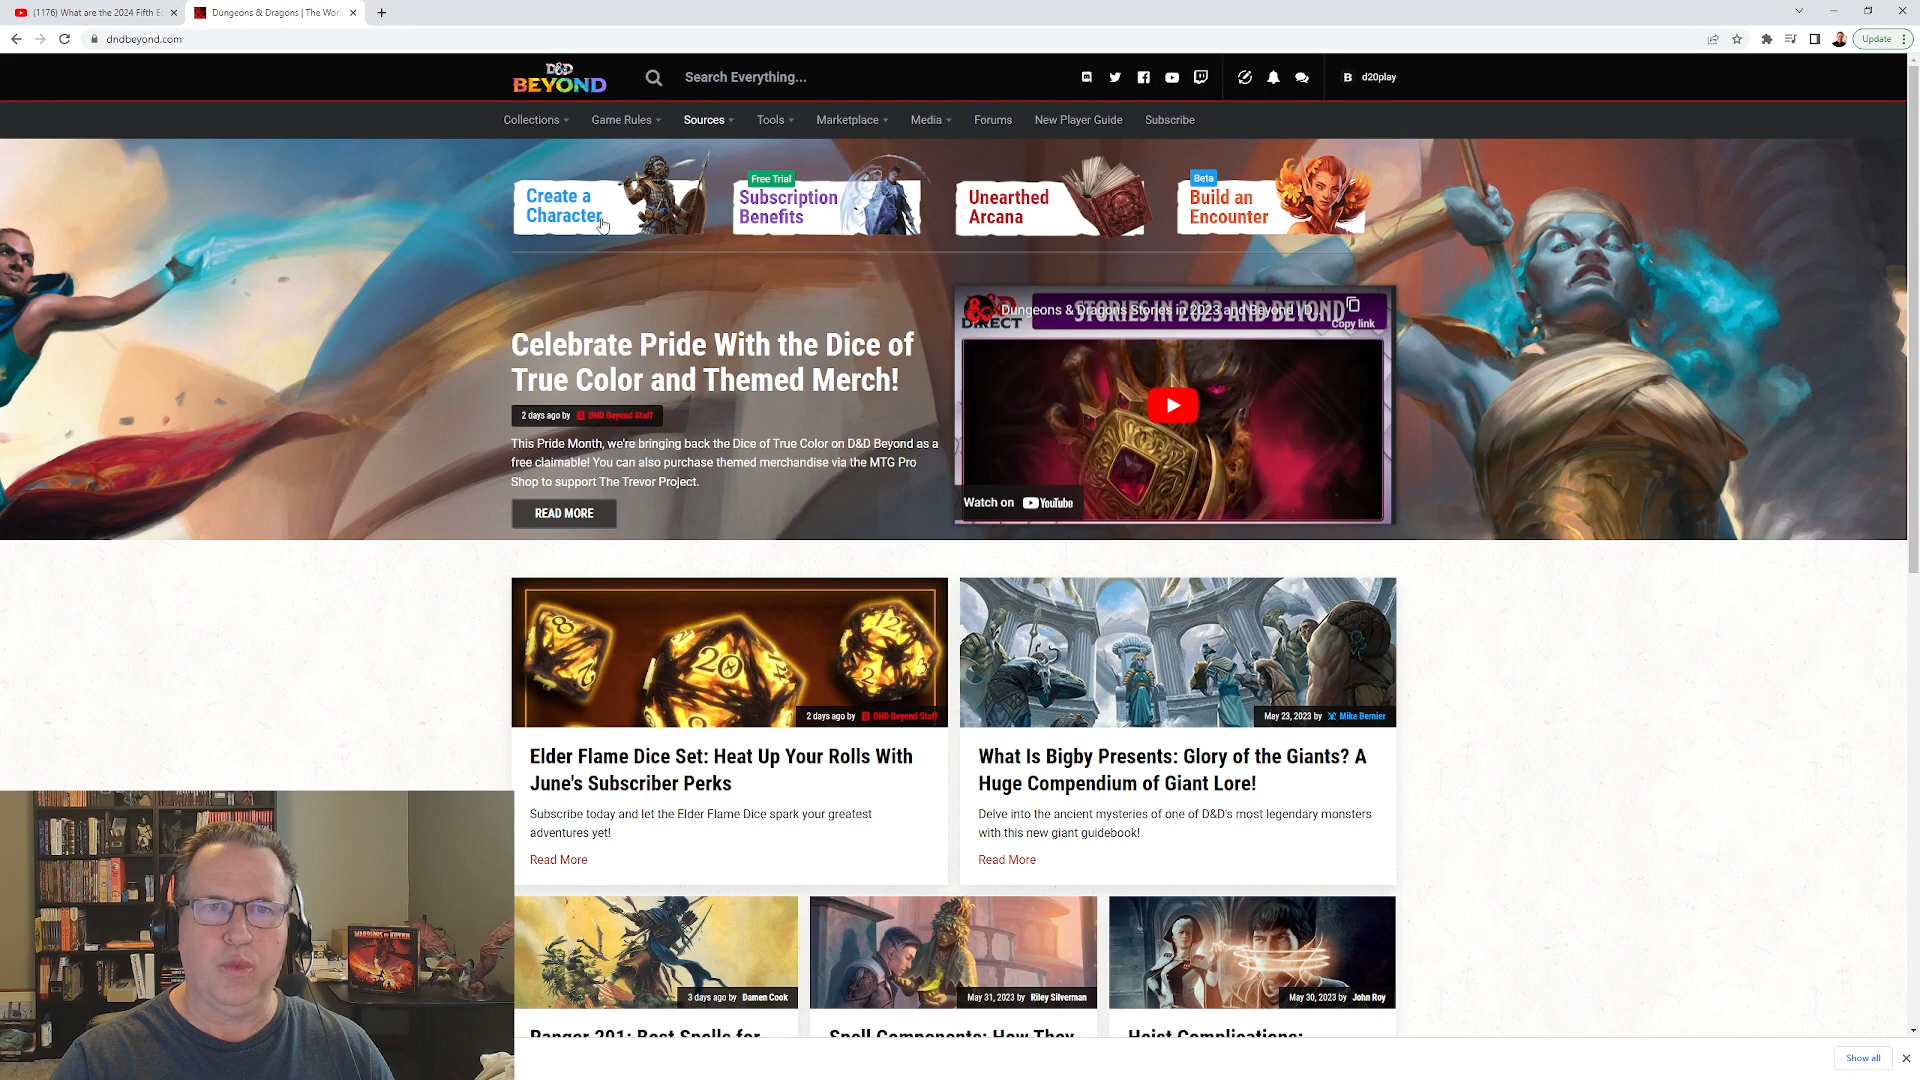 (1176) What are the 2024 Fifth Ed
Dungeons & Dragons | The Worl
dndbeyond.com
Update
D&D
BEYOND
Search Everything...
B d20play
Collections
Game Rules
Sources
Tools
Marketplace
Media
Forums
New Player Guide
Subscribe
Create a
Character
Free Trial
Subscription
Benefits
Unearthed
Arcana
Beta
Build an
Encounter
Celebrate Pride With the Dice of
True Color and Themed Merch!
2 days ago by DND Beyond Staff
This Pride Month, we're bringing back the Dice of True Color on D&D Beyond as a
free claimable! You can also purchase themed merchandise via the MTG Pro
Shop to support The Trevor Project.
READ MORE
Dungeons & Dragons Stories in 2023 and Beyond | D...
STORIES IN 2023 AND BEYOND
DIRECT
Copy link
Watch on YouTube
8
20
12
2 days ago by DND Beyond Staff
Elder Flame Dice Set: Heat Up Your Rolls With
June's Subscriber Perks
Subscribe today and let the Elder Flame Dice spark your greatest
adventures yet!
Read More
May 23, 2023 by Mike Bernier
What Is Bigby Presents: Glory of the Giants? A
Huge Compendium of Giant Lore!
Delve into the ancient mysteries of one of D&D's most legendary monsters
with this new giant guidebook!
Read More
3 days ago by Damen Cook
Ranger 201: Best Spells for
May 31, 2023 by Riley Silverman
Spell Components: How They
May 30, 2023 by John Roy
Heist Complications:
WARRIORS OF KRYNN
Show all